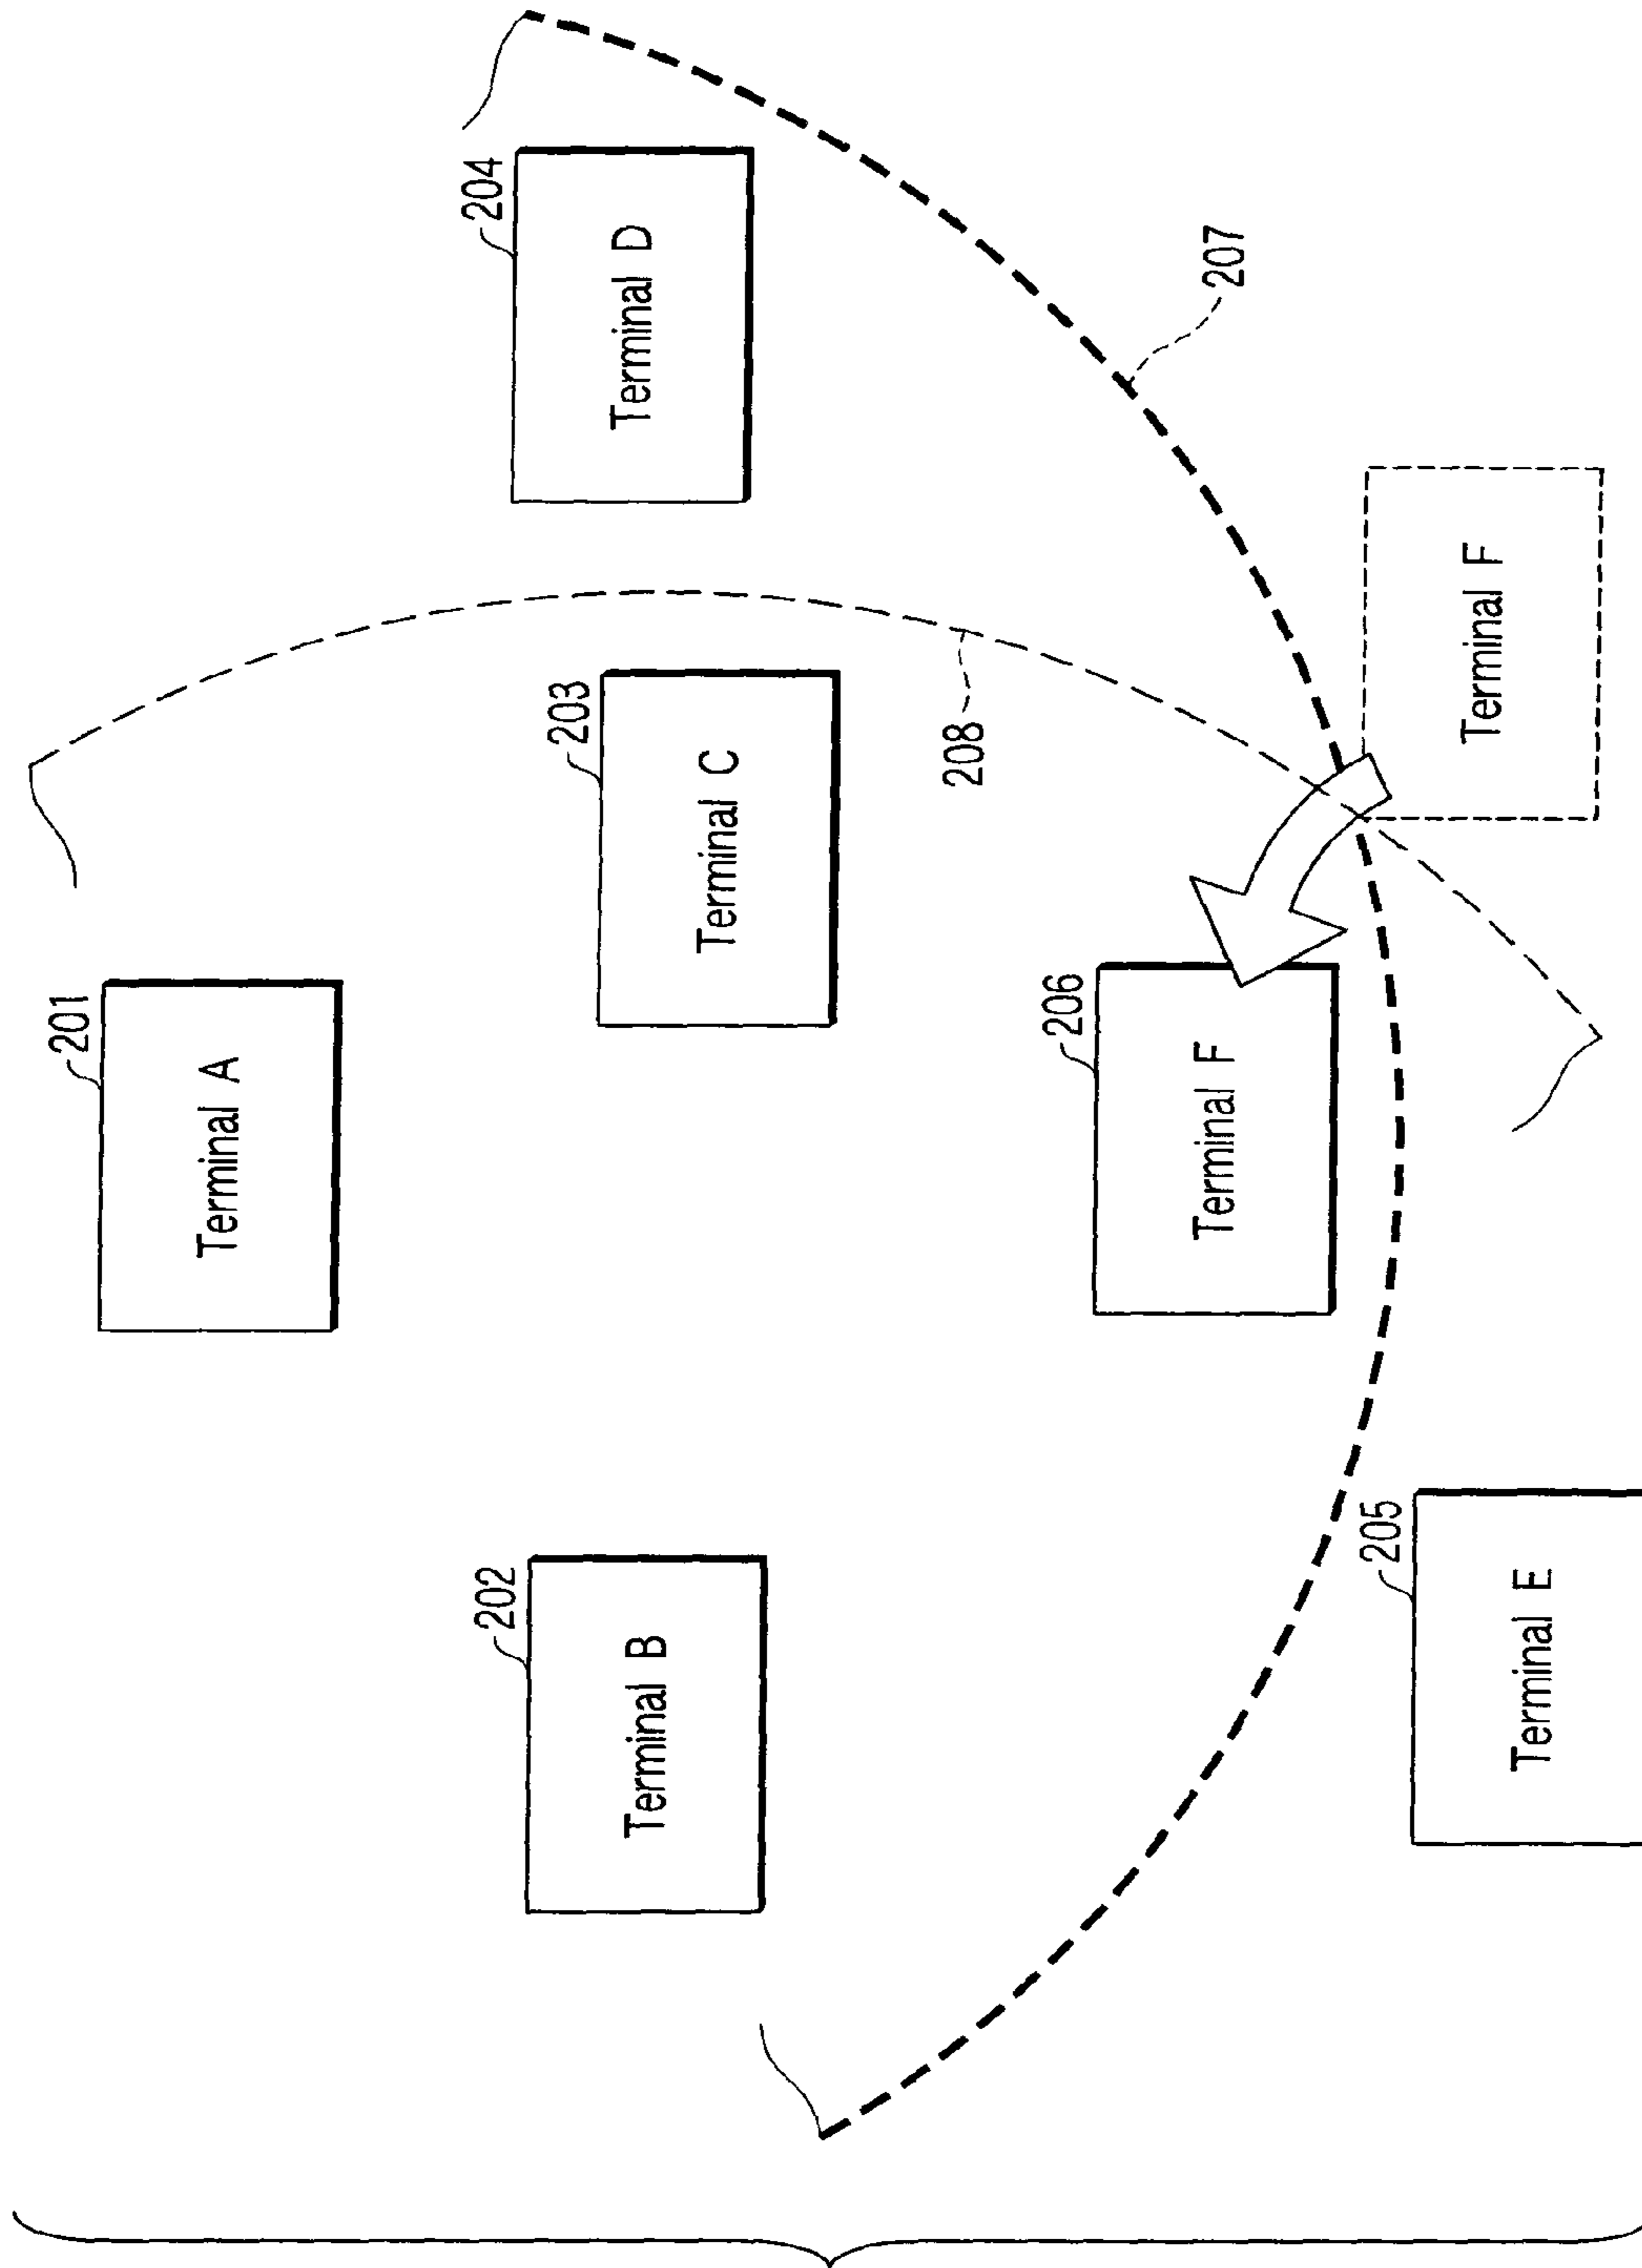 201
Terminal A
202
Terminal B
203
Terminal C
204
Terminal D
208
207
206
Terminal F
205
Terminal E
Terminal F